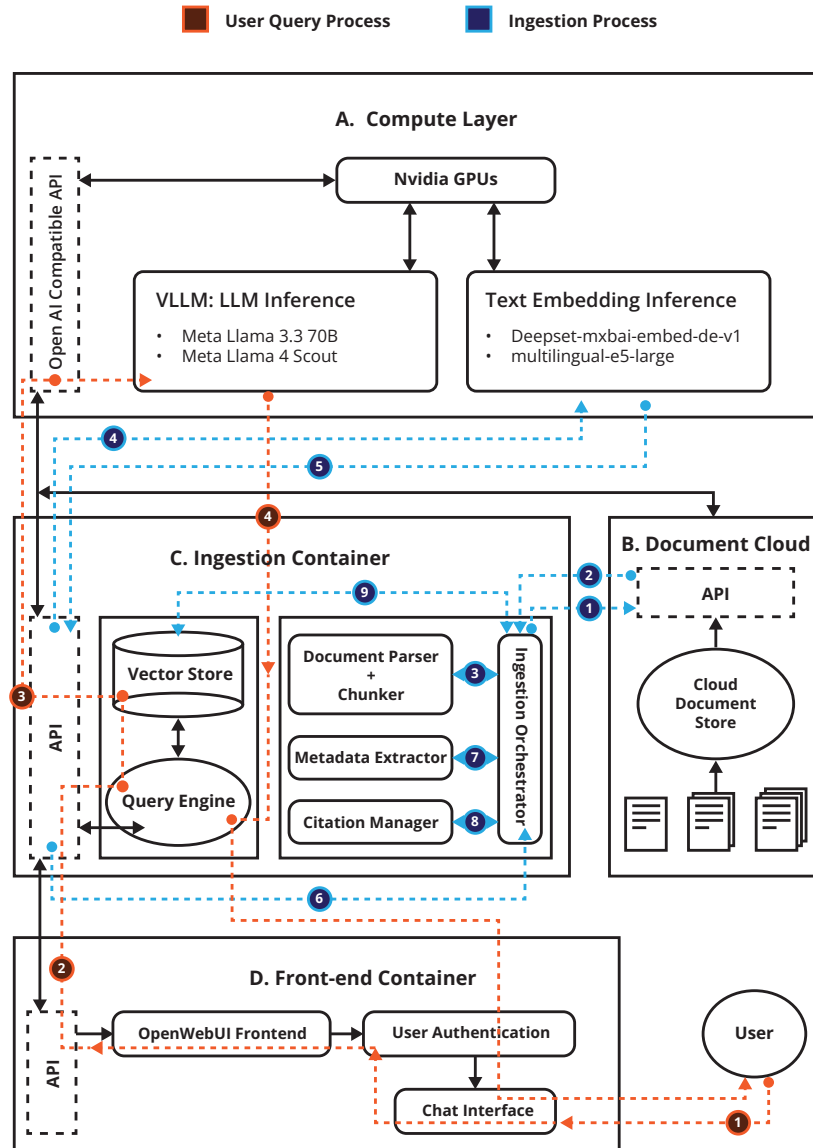 User Query Process
Ingestion Process
A. Compute Layer
Open AI Compatible API
Nvidia GPUs
VLLM: LLM Inference
• Meta Llama 3.3 70B
• Meta Llama 4 Scout
Text Embedding Inference
• Deepset-mxbai-embed-de-v1
• multilingual-e5-large
4
5
4
C. Ingestion Container
B. Document Cloud
2
1
API
9
Vector Store
Document Parser
+
Chunker
3
Ingestion Orchestrator
Cloud
Document
Store
3
API
Metadata Extractor
7
Query Engine
Citation Manager
8
6
2
D. Front-end Container
API
OpenWebUI Frontend
User Authentication
User
Chat Interface
1